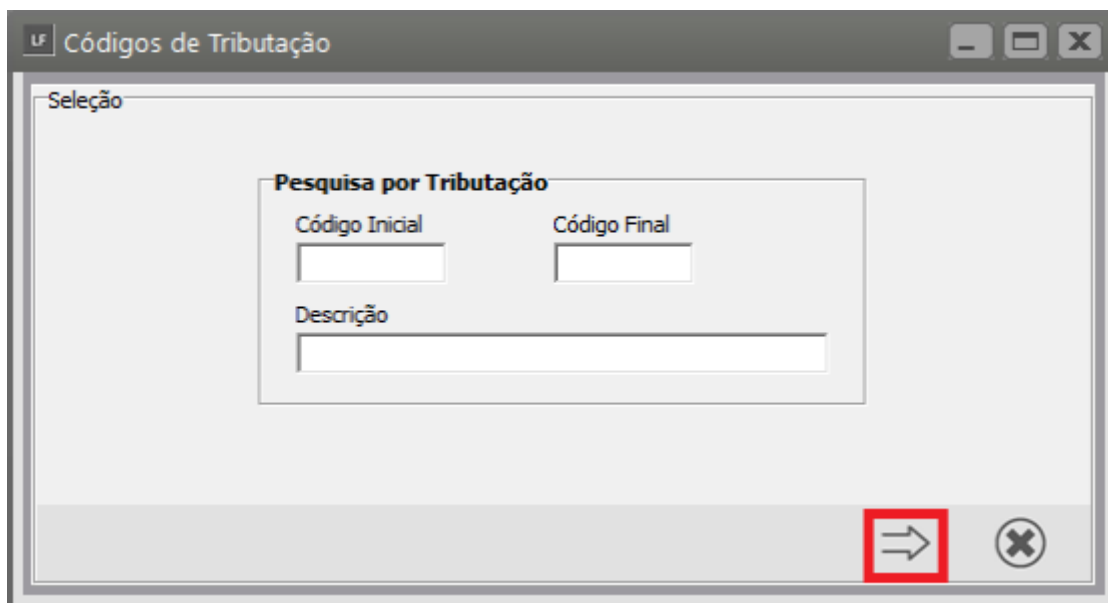 LF Códigos de Tributação
Seleção
Pesquisa por Tributação
Código Inicial Código Final
Descrição